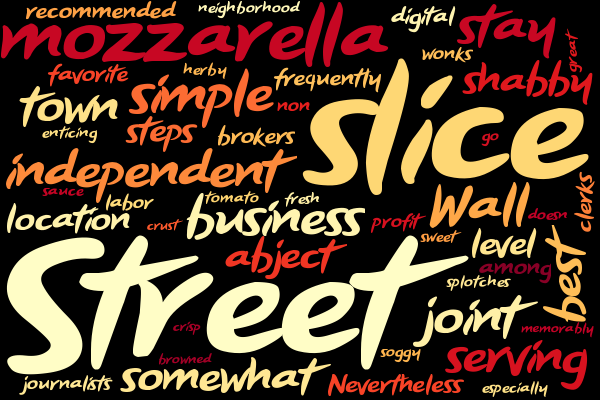 recommended neighborhood digital stay great
mozzarella wonks
favorite herby frequently shabby
town simple non slice
enticing steps brokers go
independent
sauce labor tomato fresh Wall doesn clerks
location crust business profit
abject sweet level best
Street among
splotches
crisp joint memorably
browned soggy serving
journalists somewhat Nevertheless especially